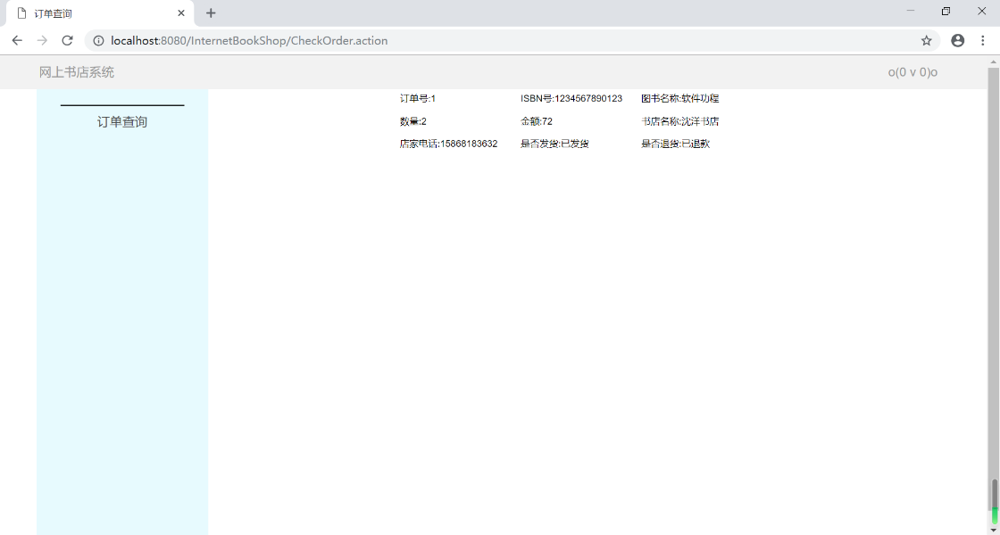 订单查询
localhost:8080/InternetBookShop/CheckOrder.action
网上书店系统 o(0 v 0)o
订单查询
订单号:1 ISBN号:1234567890123 图书名称:软件功程
数量:2 金额:72 书店名称:沈洋书店
店家电话:15868183632 是否发货:已发货 是否退货:已退款